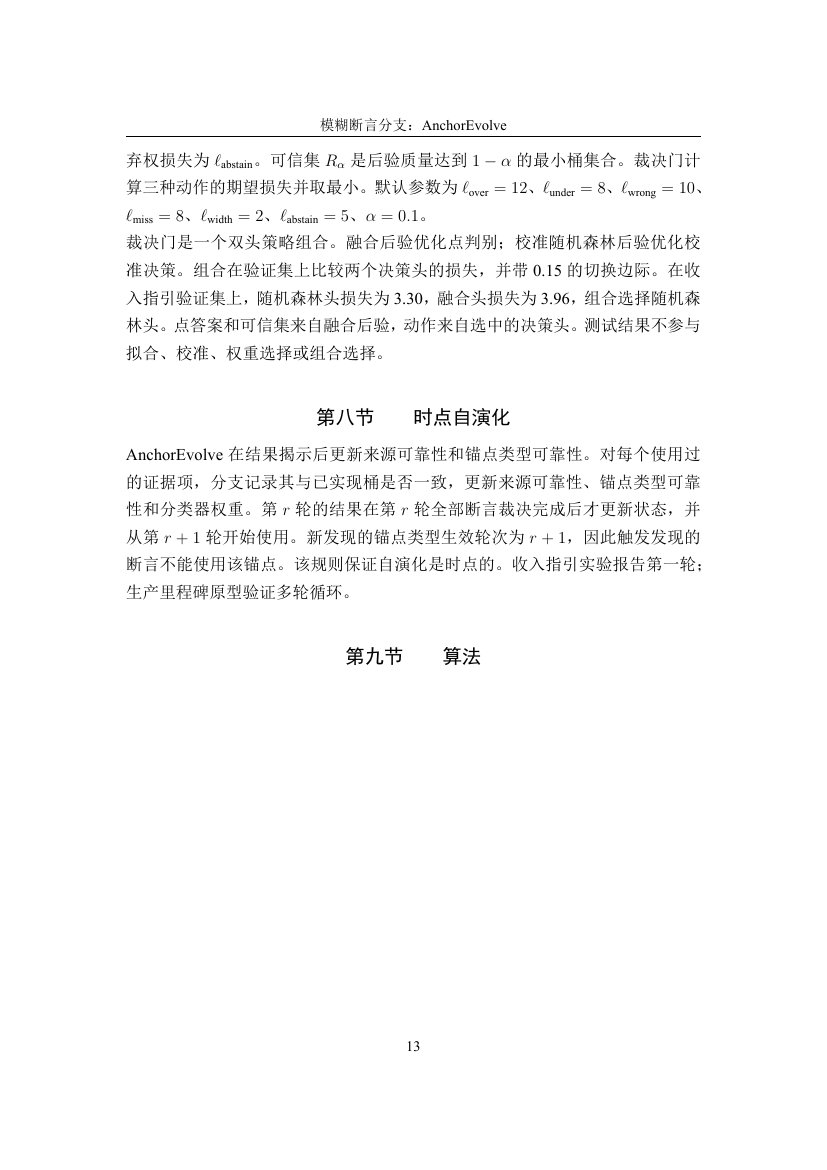 模糊断言分支：AnchorEvolve
弃权损失为 ℓabstain。可信集 Rα 是后验质量达到 1 − α 的最小桶集合。裁决门计
算三种动作的期望损失并取最小。默认参数为 ℓover = 12、ℓunder = 8、ℓwrong = 10、
ℓmiss = 8、ℓwidth = 2、ℓabstain = 5、α = 0.1。
裁决门是一个双头策略组合。融合后验优化点判别；校准随机森林后验优化校
准决策。组合在验证集上比较两个决策头的损失，并带 0.15 的切换边际。在收
入指引验证集上，随机森林头损失为 3.30，融合头损失为 3.96，组合选择随机森
林头。点答案和可信集来自融合后验，动作来自选中的决策头。测试结果不参与
拟合、校准、权重选择或组合选择。
第八节 时点自演化
AnchorEvolve 在结果揭示后更新来源可靠性和锚点类型可靠性。对每个使用过
的证据项，分支记录其与已实现桶是否一致，更新来源可靠性、锚点类型可靠
性和分类器权重。第 r 轮的结果在第 r 轮全部断言裁决完成后才更新状态，并
从第 r + 1 轮开始使用。新发现的锚点类型生效轮次为 r + 1，因此触发发现的
断言不能使用该锚点。该规则保证自演化是时点的。收入指引实验报告第一轮；
生产里程碑原型验证多轮循环。
第九节 算法
13